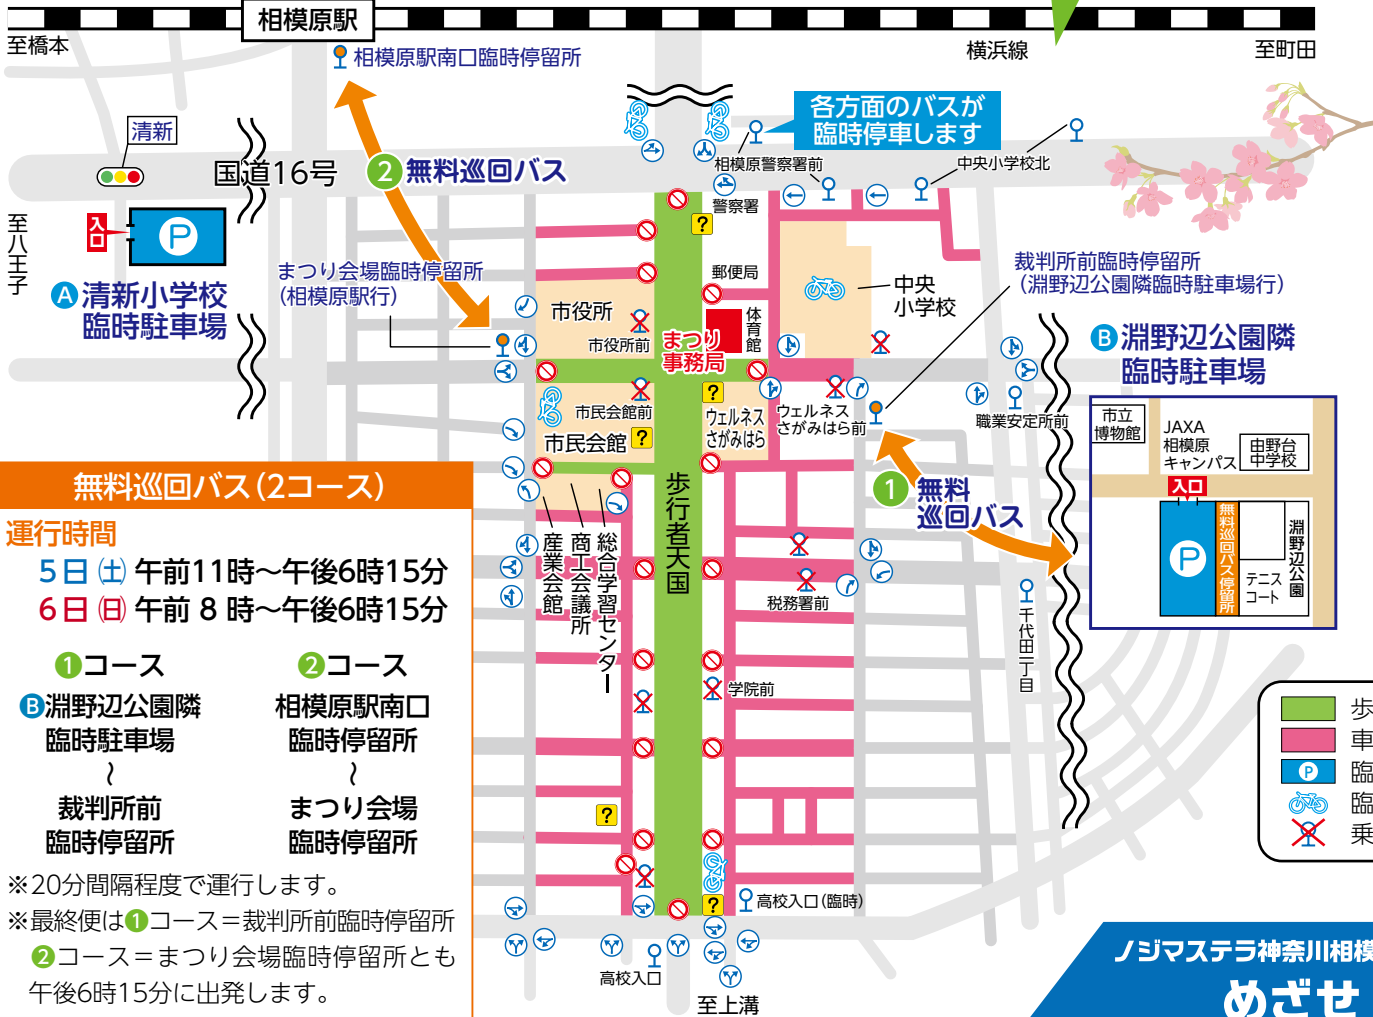 相模原駅
至橋本
横浜線
至町田
相模原駅南口臨時停留所
各方面のバスが
臨時停車します
清新
国道16号
2 無料巡回バス
相模原警察署前
中央小学校北
警察署
至八王子
入口
P
A 清新小学校
臨時駐車場
まつり会場臨時停留所
(相模原駅行)
市役所
市役所前
郵便局
体育館
まつり
事務局
中央
小学校
裁判所前臨時停留所
(淵野辺公園隣臨時駐車場行)
B 淵野辺公園隣
臨時駐車場
市民会館前
市民会館
ウェルネス
さがみはら
ウェルネス
さがみはら前
職業安定所前
市立
博物館
JAXA
相模原
キャンパス
由野台
中学校
入口
P
無料巡回バス停留所
テニス
コート
淵野辺公園
1 無料
巡回バス
歩行者天国
産業会館
商工会議所
総合学習センター
税務署前
千代田二丁目
学院前
高校入口(臨時)
高校入口
至上溝
無料巡回バス(2コース)
運行時間
5日(土)午前11時〜午後6時15分
6日(日)午前 8 時〜午後6時15分
1コース
B淵野辺公園隣
臨時駐車場
〜
裁判所前
臨時停留所
2コース
相模原駅南口
臨時停留所
〜
まつり会場
臨時停留所
※20分間隔程度で運行します。
※最終便は1コース=裁判所前臨時停留所
2コース=まつり会場臨時停留所とも
午後6時15分に出発します。
歩
車
P 臨
臨
乗
ノジマステラ神奈川相模
めざせ